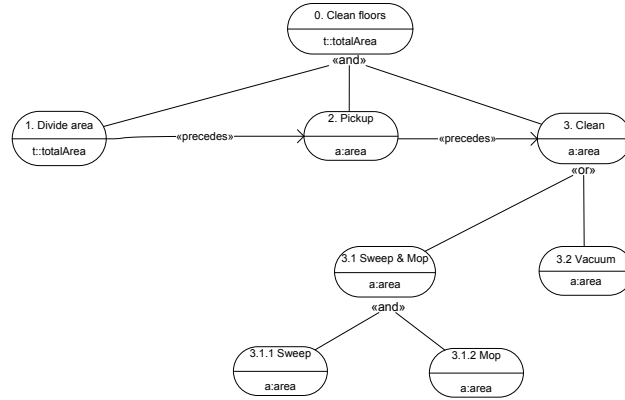 0. Clean floors
t::totalArea
«and»
1. Divide area
t::totalArea
«precedes»
2. Pickup
a:area
«precedes»
3. Clean
a:area
«or»
3.1 Sweep & Mop
a:area
«and»
3.2 Vacuum
a:area
3.1.1 Sweep
a:area
3.1.2 Mop
a:area